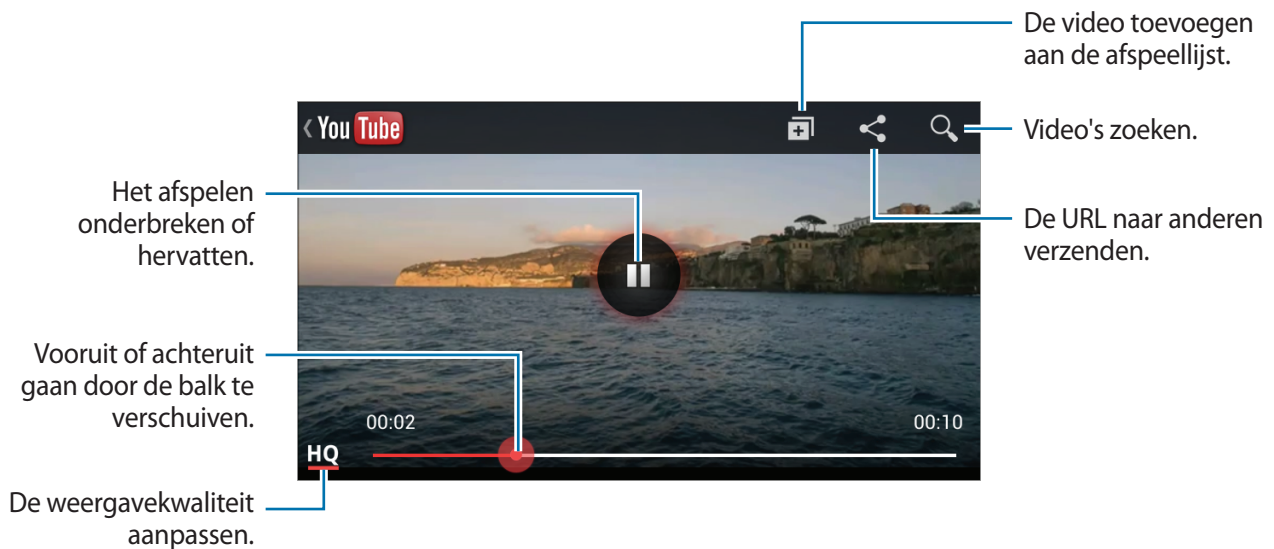 De video toevoegen
aan de afspeellijst.
You Tube
Video's zoeken.
Het afspelen
onderbreken of
hervatten.
De URL naar anderen
verzenden.
Vooruit of achteruit
gaan door de balk te
verschuiven.
00:02
00:10
HQ
De weergavekwaliteit
aanpassen.